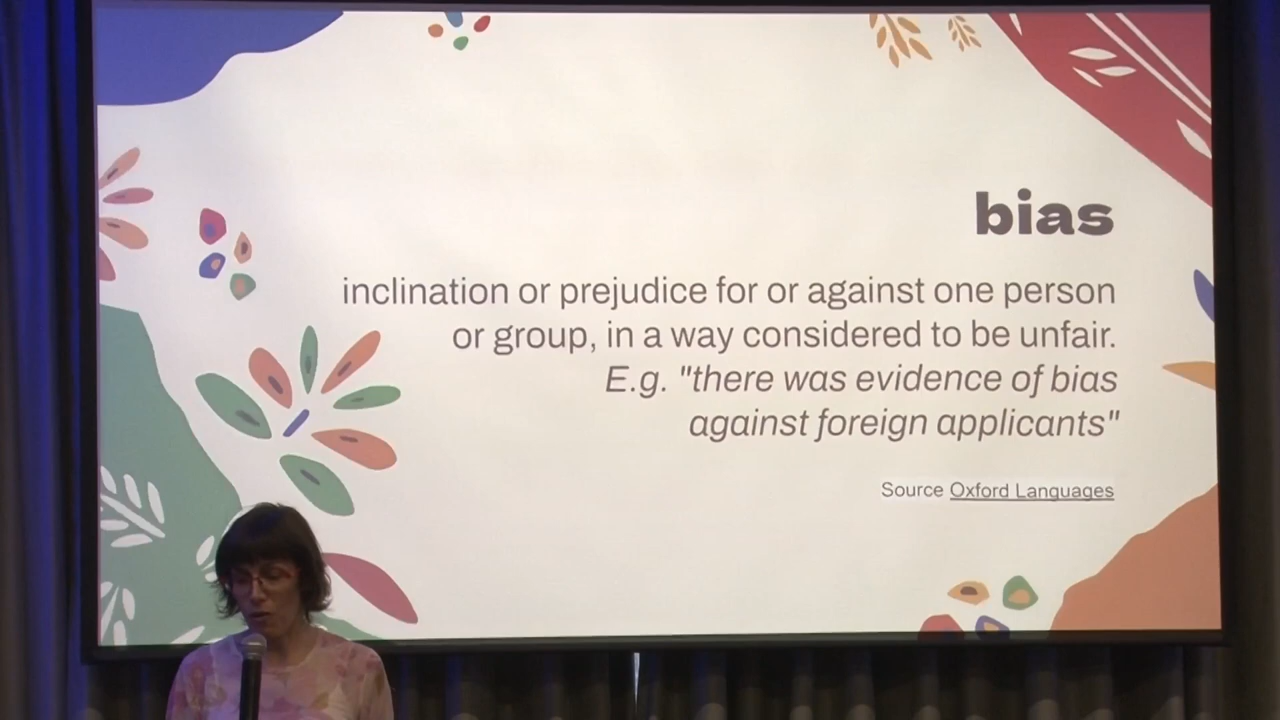 bias
inclination or prejudice for or against one person
or group, in a way considered to be unfair.
E.g. "there was evidence of bias
against foreign applicants"
Source Oxford Languages